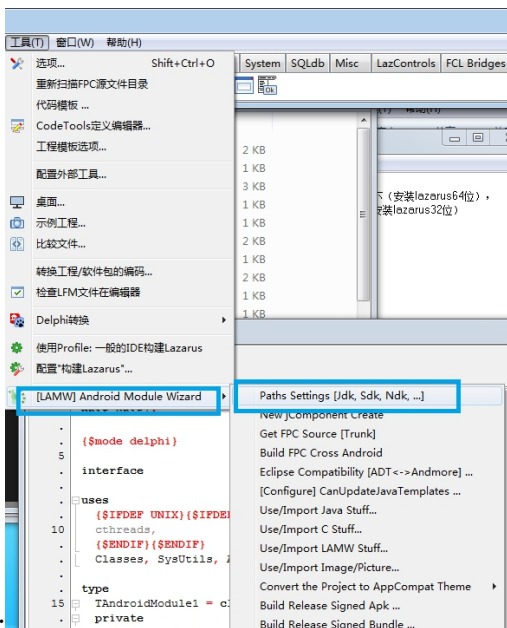 工具(T) 窗口(W) 帮助(H)
选项... Shift+Ctrl+O
System SQLdb Misc LazControls FCL Bridges
重新扫描FPC源文件目录
代码模板 ...
CodeTools定义编辑器...
工程模板选项...
配置外部工具...
桌面...
示例工程...
比较文件...
转换工程/软件包的编码...
检查LFM文件在编辑器
Delphi转换
使用Profile: 一般的IDE构建Lazarus
配置"构建Lazarus"...
[LAMW] Android Module Wizard
2 KB
1 KB
3 KB
1 KB
1 KB
2 KB
1 KB
2 KB
1 KB
1 KB
下（安装lazarus64位），
安装lazarus32位）
Paths Settings [Jdk, Sdk, Ndk, ...]
New jComponent Create
Get FPC Source [Trunk]
Build FPC Cross Android
Eclipse Compatibility [ADT<->Andmore] ...
[Configure] CanUpdateJavaTemplates ...
Use/Import Java Stuff...
Use/Import C Stuff...
Use/Import LAMW Stuff...
Use/Import Image/Picture...
Convert the Project to AppCompat Theme
Build Release Signed Apk ...
Build Release Signed Bundle ...
{$mode delphi}
5
interface
uses
{$IFDEF UNIX}{$IFDE
10 cthreads,
{$ENDIF}{$ENDIF}
Classes, SysUtils,
type
15 TAndroidModule1 = c
private